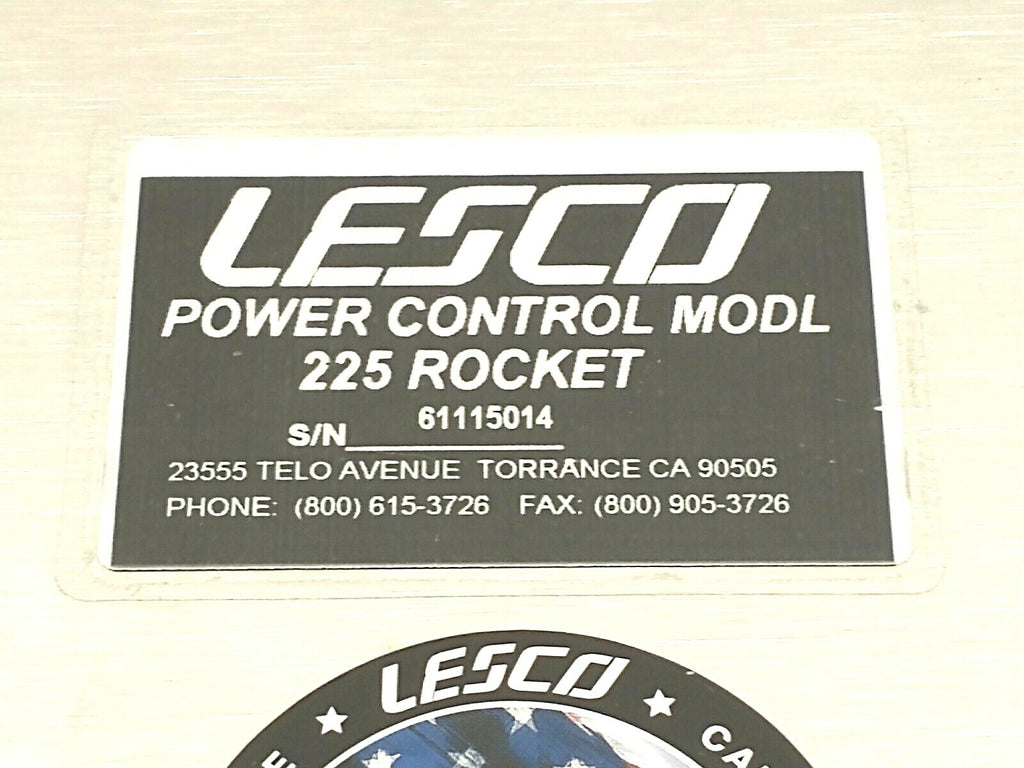 LESCO
POWER CONTROL MODL
225 ROCKET
61115014
S/N
23555 TELO AVENUE TORRANCE CA 90505
PHONE: (800) 615-3726 FAX: (800) 905-3726
LESCO